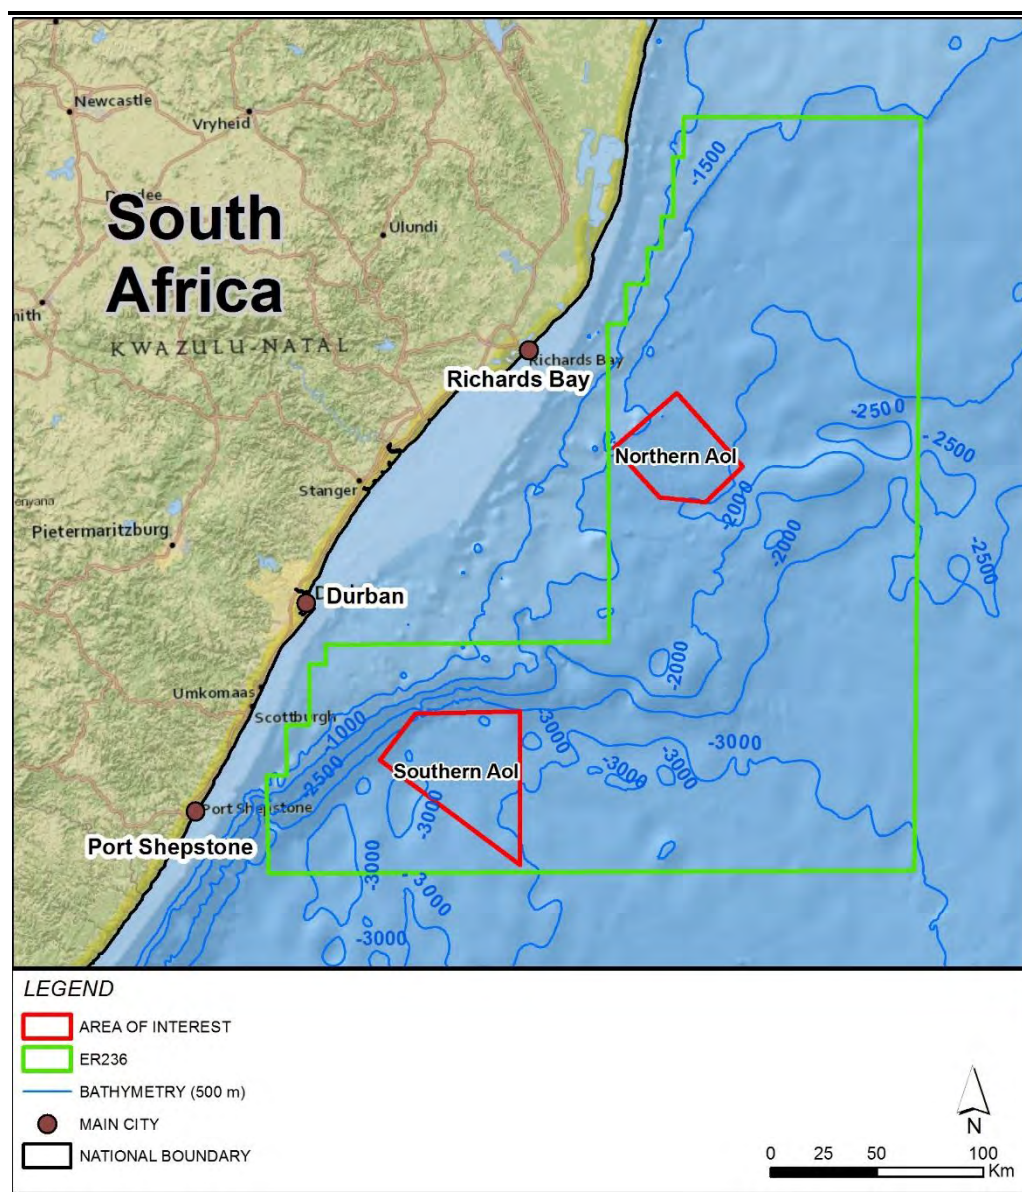 Newcastle
Vryheid
South
Africa
Ulundi
KWAZULU-NATAL
Richards Bay
Richards Bay
Stanger
Pietermaritzburg
Durban
Umkomaas
Scottburgh
Port Shepstone
Port Shepstone
-1500
-2500
-2500
-2500
Northern AoI
-2000
-2000
-2000
-1000
-2500
Southern AoI
-3000
-3000
-3000
-3000
-3000
-3000
-3000
-3000
LEGEND
AREA OF INTEREST
ER236
BATHYMETRY (500 m)
MAIN CITY
NATIONAL BOUNDARY
N
0 25 50 100
Km